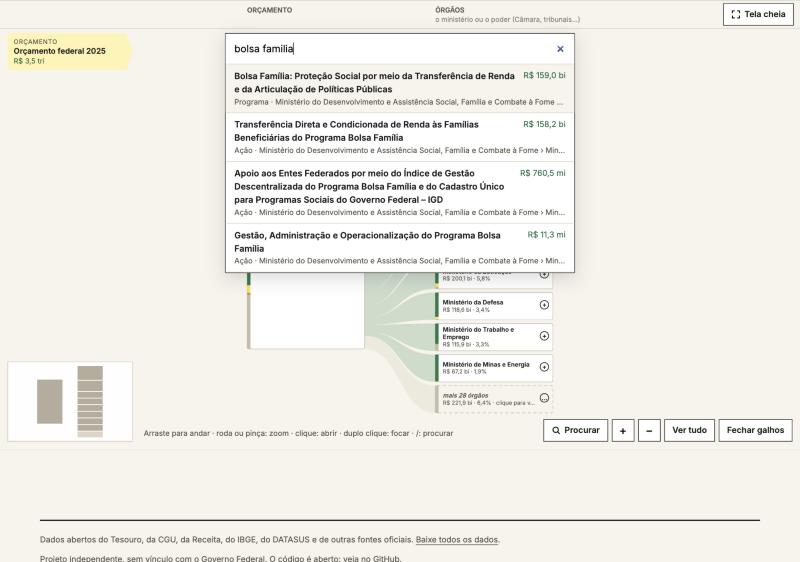 ORÇAMENTO
ÓRGÃOS
o ministério ou o poder (Câmara, tribunais...)
Tela cheia
ORÇAMENTO
Orçamento federal 2025
R$ 3,5 tri
bolsa familia
Bolsa Família: Proteção Social por meio da Transferência de Renda
e da Articulação de Políticas Públicas
R$ 159,0 bi
Programa · Ministério do Desenvolvimento e Assistência Social, Família e Combate à Fome ...
Transferência Direta e Condicionada de Renda às Famílias
Beneficiárias do Programa Bolsa Família
R$ 158,2 bi
Ação · Ministério do Desenvolvimento e Assistência Social, Família e Combate à Fome › Min...
Apoio aos Entes Federados por meio do Índice de Gestão
Descentralizada do Programa Bolsa Família e do Cadastro Único
para Programas Sociais do Governo Federal – IGD
R$ 760,5 mi
Ação · Ministério do Desenvolvimento e Assistência Social, Família e Combate à Fome › Min...
Gestão, Administração e Operacionalização do Programa Bolsa
Família
R$ 11,3 mi
Ação · Ministério do Desenvolvimento e Assistência Social, Família e Combate à Fome › Min...
R$ 200,1 bi · 5,8%
Ministério da Defesa
R$ 118,6 bi · 3,4%
Ministério do Trabalho e
Emprego
R$ 115,9 bi · 3,3%
Ministério de Minas e Energia
R$ 67,2 bi · 1,9%
mais 28 órgãos
R$ 221,9 bi · 6,4% · clique para v...
Arraste para andar · roda ou pinça: zoom · clique: abrir · duplo clique: focar · /: procurar
Procurar
+
−
Ver tudo
Fechar galhos
Dados abertos do Tesouro, da CGU, da Receita, do IBGE, do DATASUS e de outras fontes oficiais. Baixe todos os dados.
Projeto independente, sem vínculo com o Governo Federal. O código é aberto: veja no GitHub.